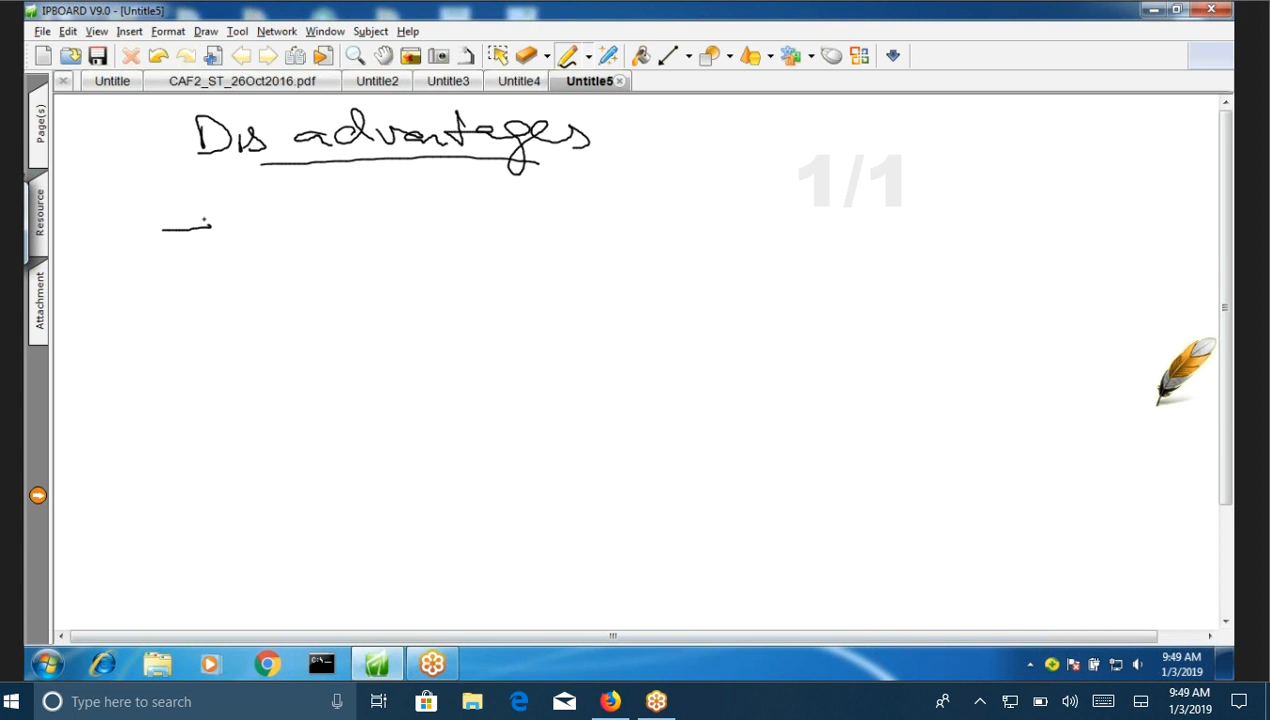 IPBOARD V9.0 - [Untitle5]
File Edit View Insert Format Draw Tool Network Window Subject Help
Untitle CAF2_ST_26Oct2016.pdf Untitle2 Untitle3 Untitle4 Untitle5
Page(s)
Resource
Attachment
Dis advantages
1/1
9:49 AM
1/3/2019
Type here to search
9:49 AM
1/3/2019